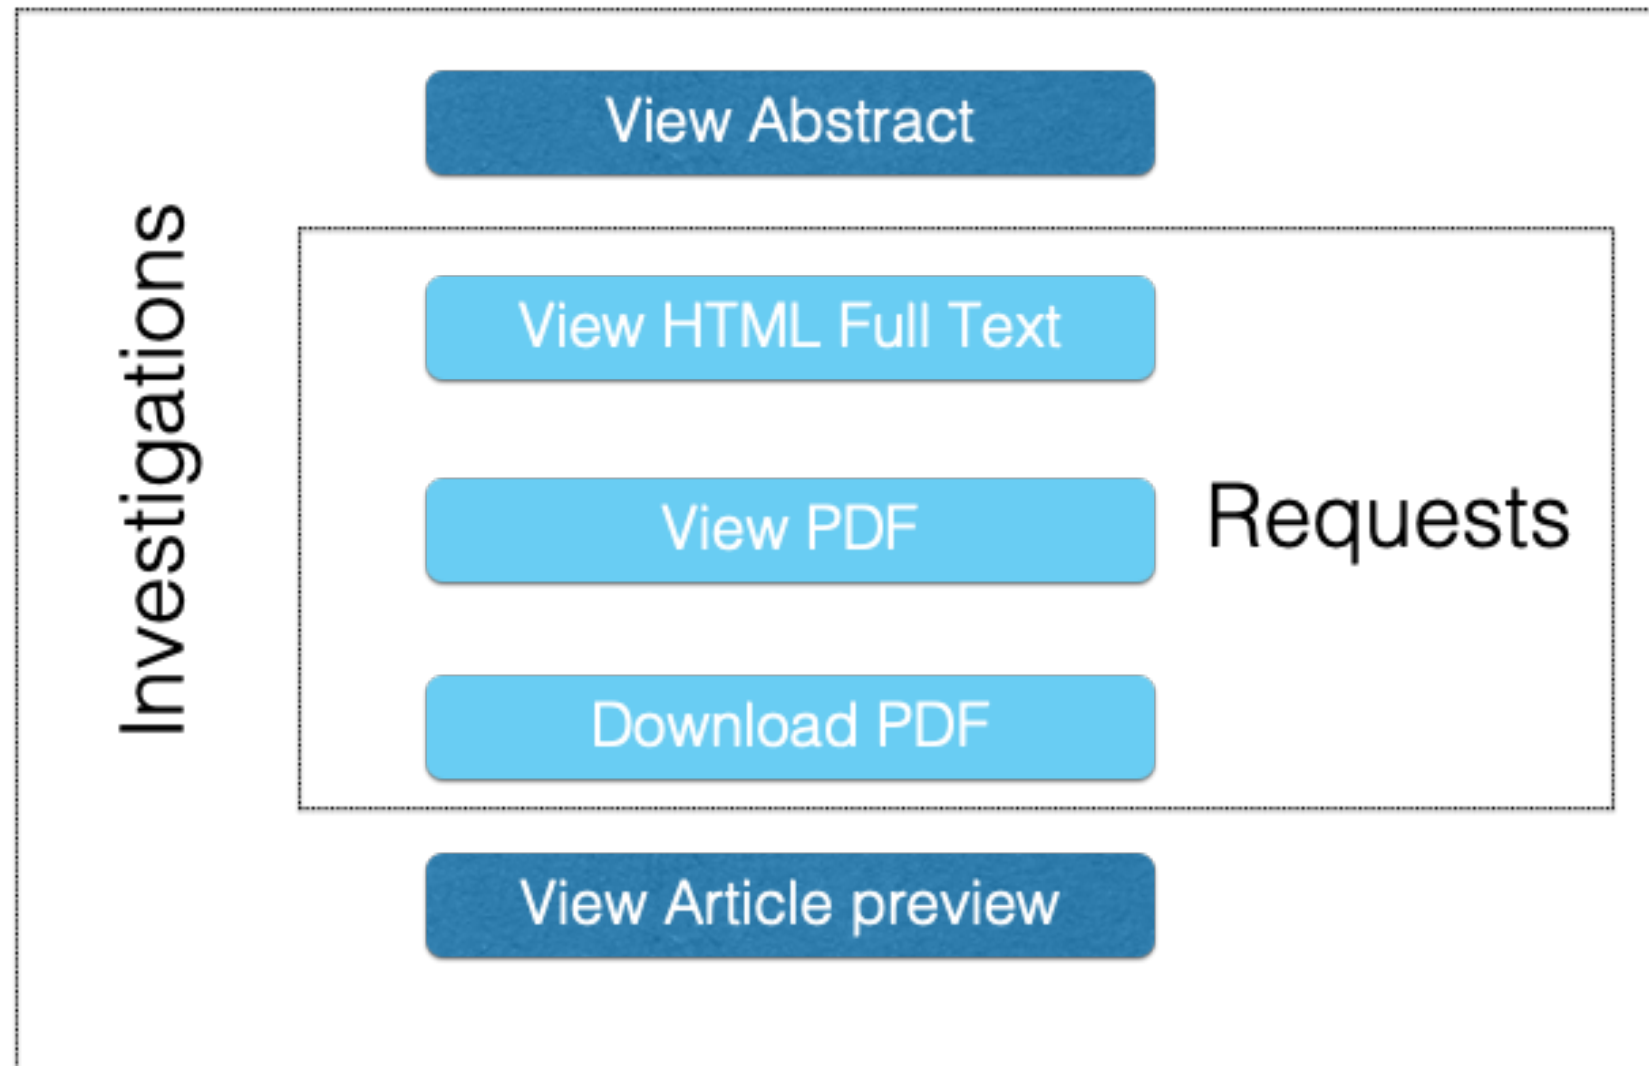 View Abstract
Investigations
View HTML Full Text
View PDF
Requests
Download PDF
View Article preview